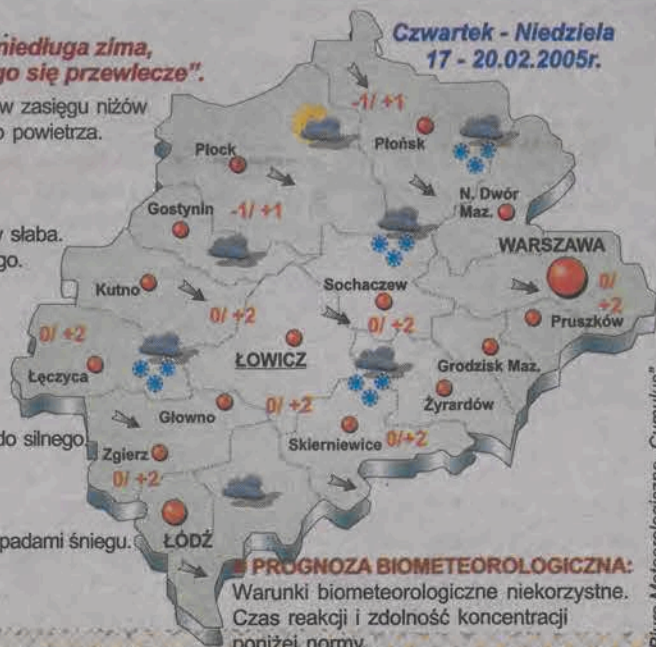 niedługa zima,
go się przewlecze".
w zasięgu niżów
o powietrza.
słaba.
go.
do silnego.
padami śniegu.
Czwartek - Niedziela
17 - 20.02.2005r.
-1/ +1
Płońsk
Płock
N. Dwór
Maz.
Gostynin
-1/ +1
WARSZAWA
0/
+2
Kutno
Sochaczew
0/ +2
0/ +2
Pruszków
0/ +2
ŁOWICZ
Grodzisk Maz.
Łęczyca
Żyrardów
Głowno
0/ +2
Skierniewice
0/+2
Zgierz
0/ +2
ŁÓDŹ
PROGNOZA BIOMETEOROLOGICZNA:
Warunki biometeorologiczne niekorzystne.
Czas reakcji i zdolność koncentracji
poniżej normy.
Biuro Meteorologiczne „Cumulus"